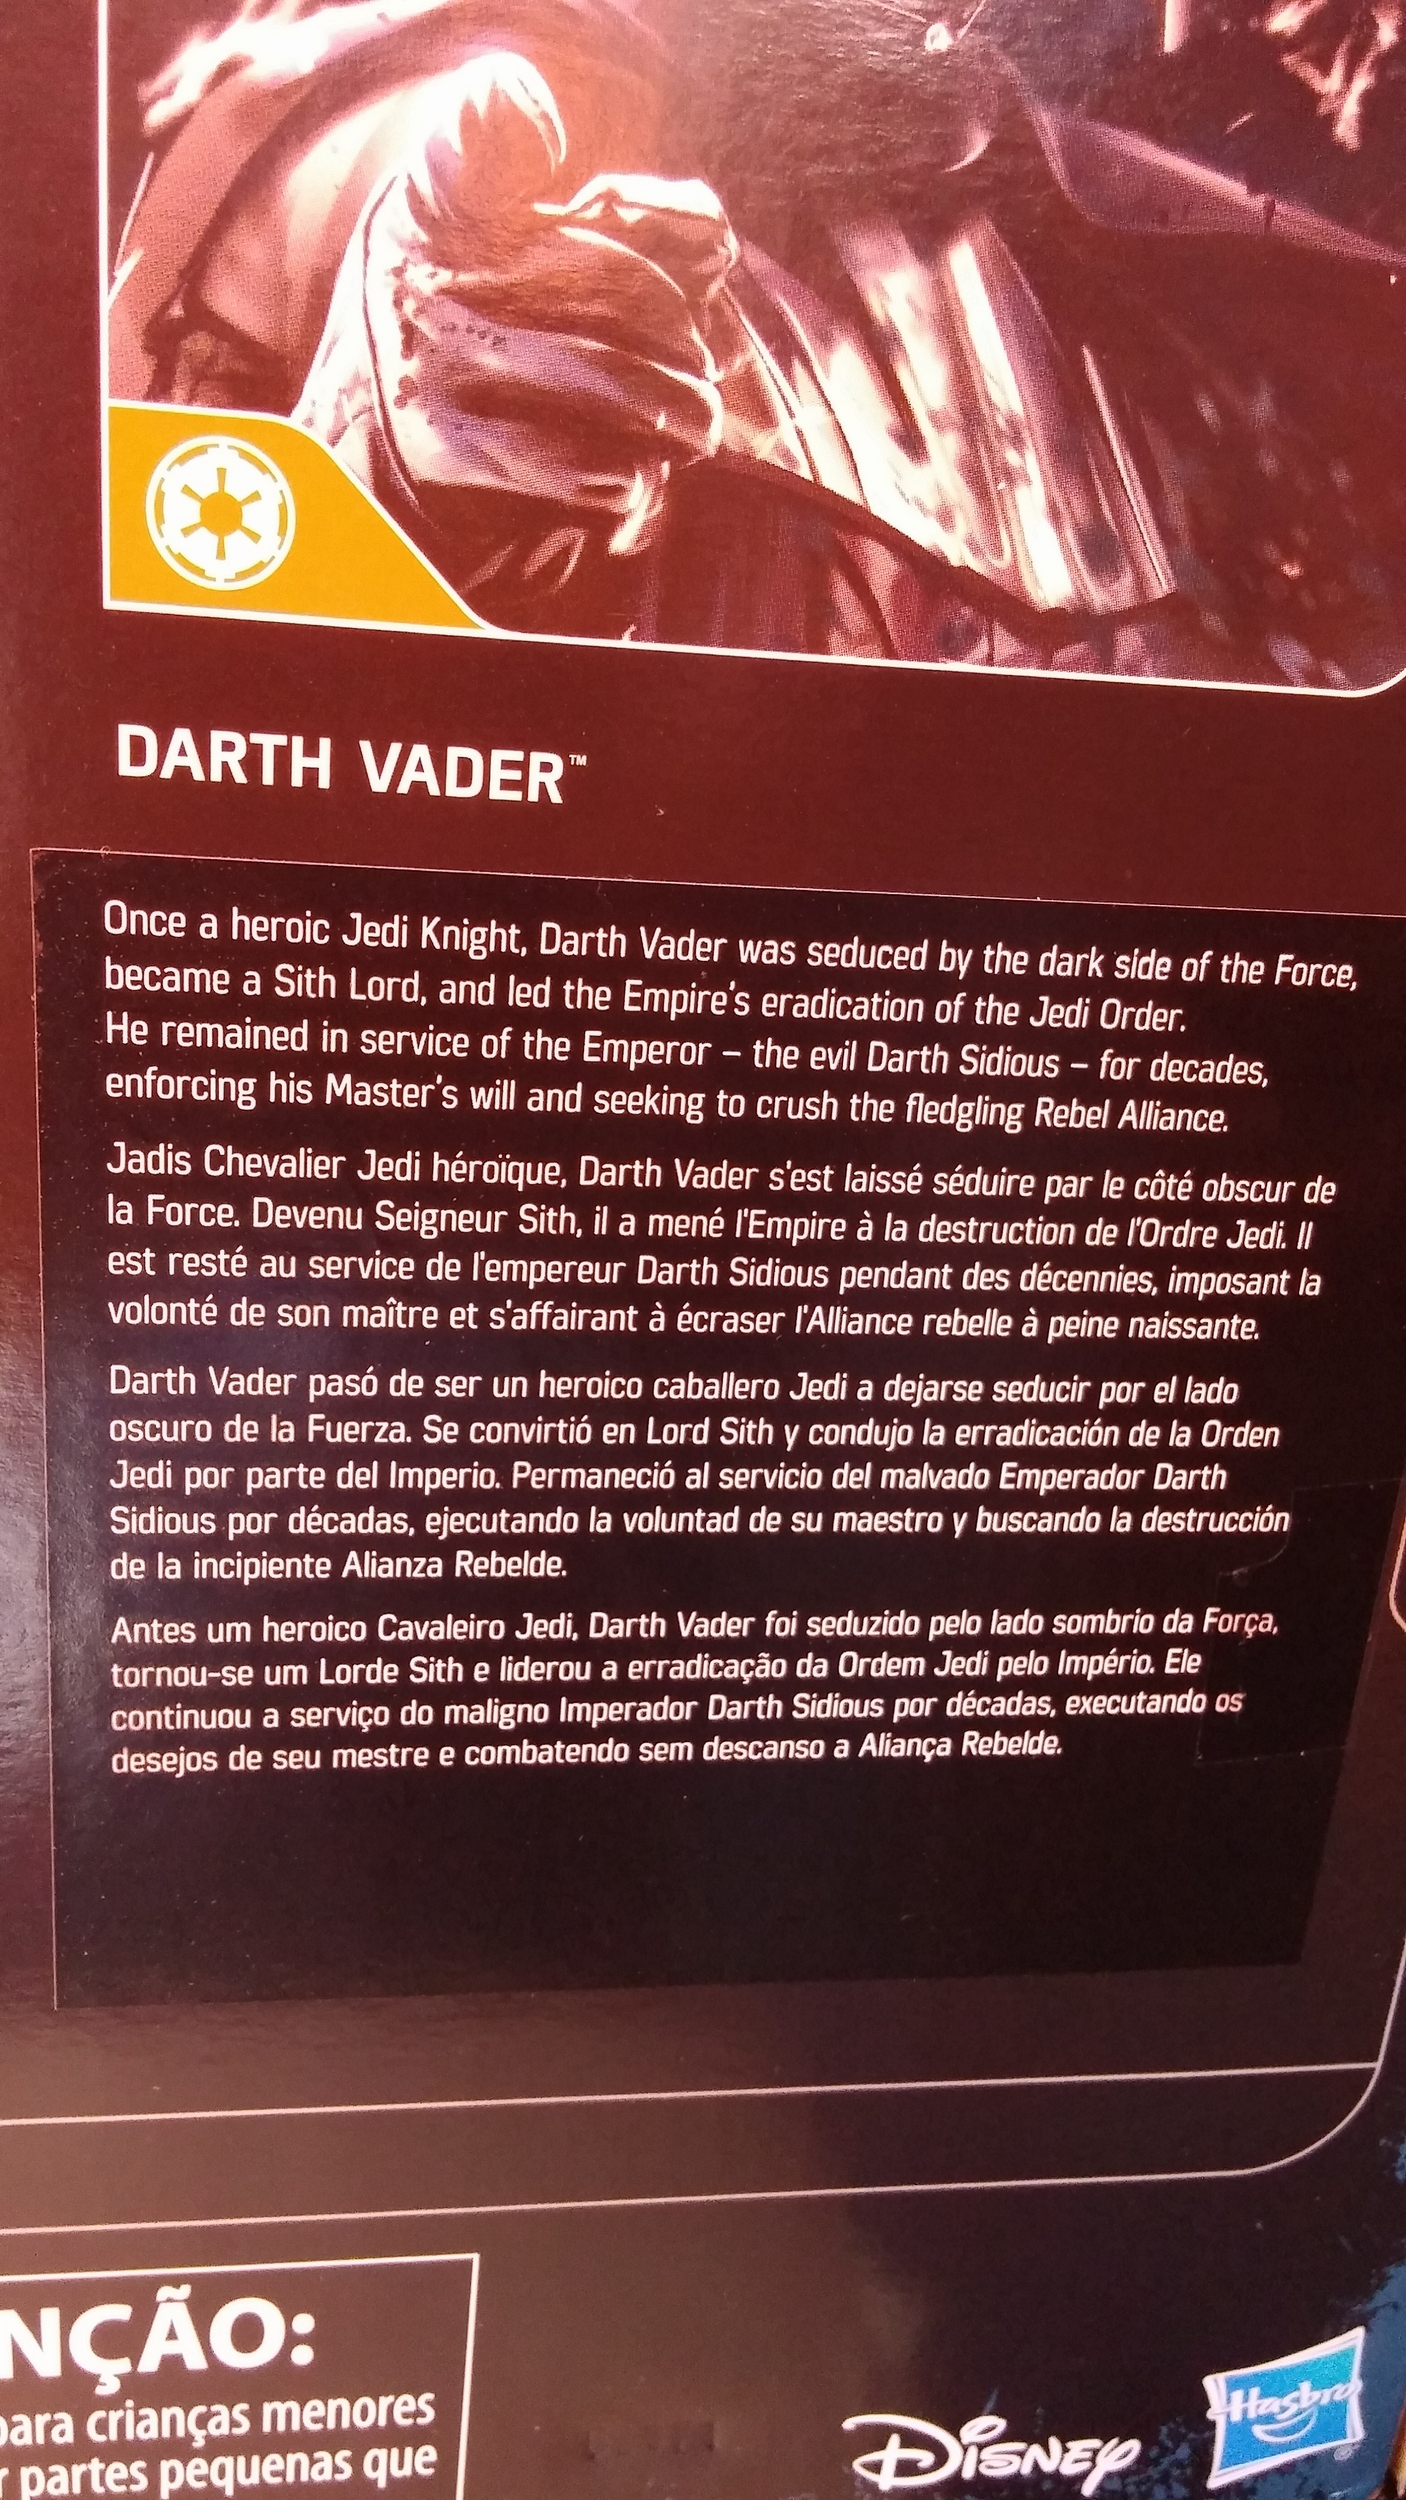 DARTH VADER™
Once a heroic Jedi Knight, Darth Vader was seduced by the dark side of the Force,
became a Sith Lord, and led the Empire's eradication of the Jedi Order.
He remained in service of the Emperor – the evil Darth Sidious – for decades,
enforcing his Master's will and seeking to crush the fledgling Rebel Alliance.
Jadis Chevalier Jedi héroïque, Darth Vader s'est laissé séduire par le côté obscur de
la Force. Devenu Seigneur Sith, il a mené l'Empire à la destruction de l'Ordre Jedi. Il
est resté au service de l'empereur Darth Sidious pendant des décennies, imposant la
volonté de son maître et s'affairant à écraser l'Alliance rebelle à peine naissante.
Darth Vader pasó de ser un heroico caballero Jedi a dejarse seducir por el lado
oscuro de la Fuerza. Se convirtió en Lord Sith y condujo la erradicación de la Orden
Jedi por parte del Imperio. Permaneció al servicio del malvado Emperador Darth
Sidious por décadas, ejecutando la voluntad de su maestro y buscando la destrucción
de la incipiente Alianza Rebelde.
Antes um heroico Cavaleiro Jedi, Darth Vader foi seduzido pelo lado sombrio da Força,
tornou-se um Lorde Sith e liderou a erradicação da Ordem Jedi pelo Império. Ele
continuou a serviço do maligno Imperador Darth Sidious por décadas, executando os
desejos de seu mestre e combatendo sem descanso a Aliança Rebelde.
NÇÃO:
para crianças menores
r partes pequenas que
Disney
Hasbro